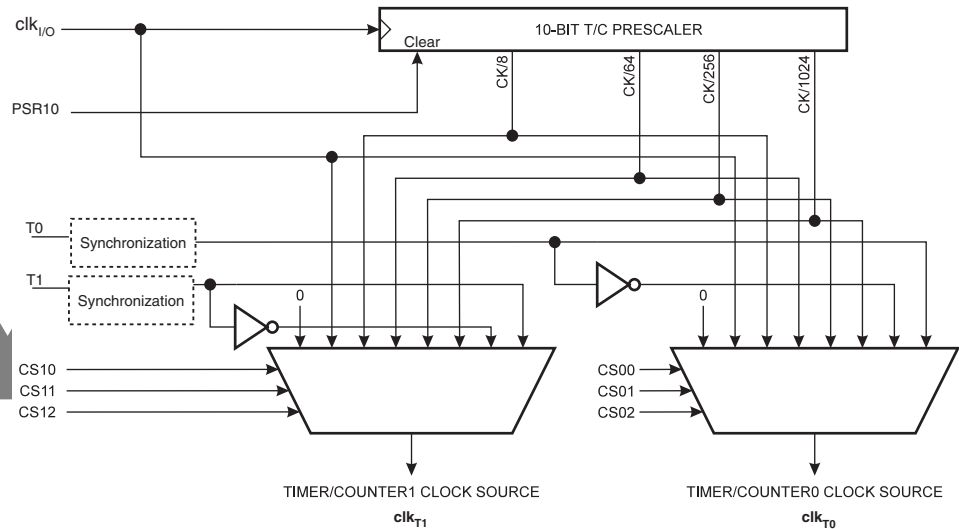 clkI/O
10-BIT T/C PRESCALER
Clear
CK/8
CK/64
CK/256
CK/1024
PSR10
T0
Synchronization
T1
Synchronization
0
0
CS10
CS11
CS12
CS00
CS01
CS02
TIMER/COUNTER1 CLOCK SOURCE
clkT1
TIMER/COUNTER0 CLOCK SOURCE
clkT0